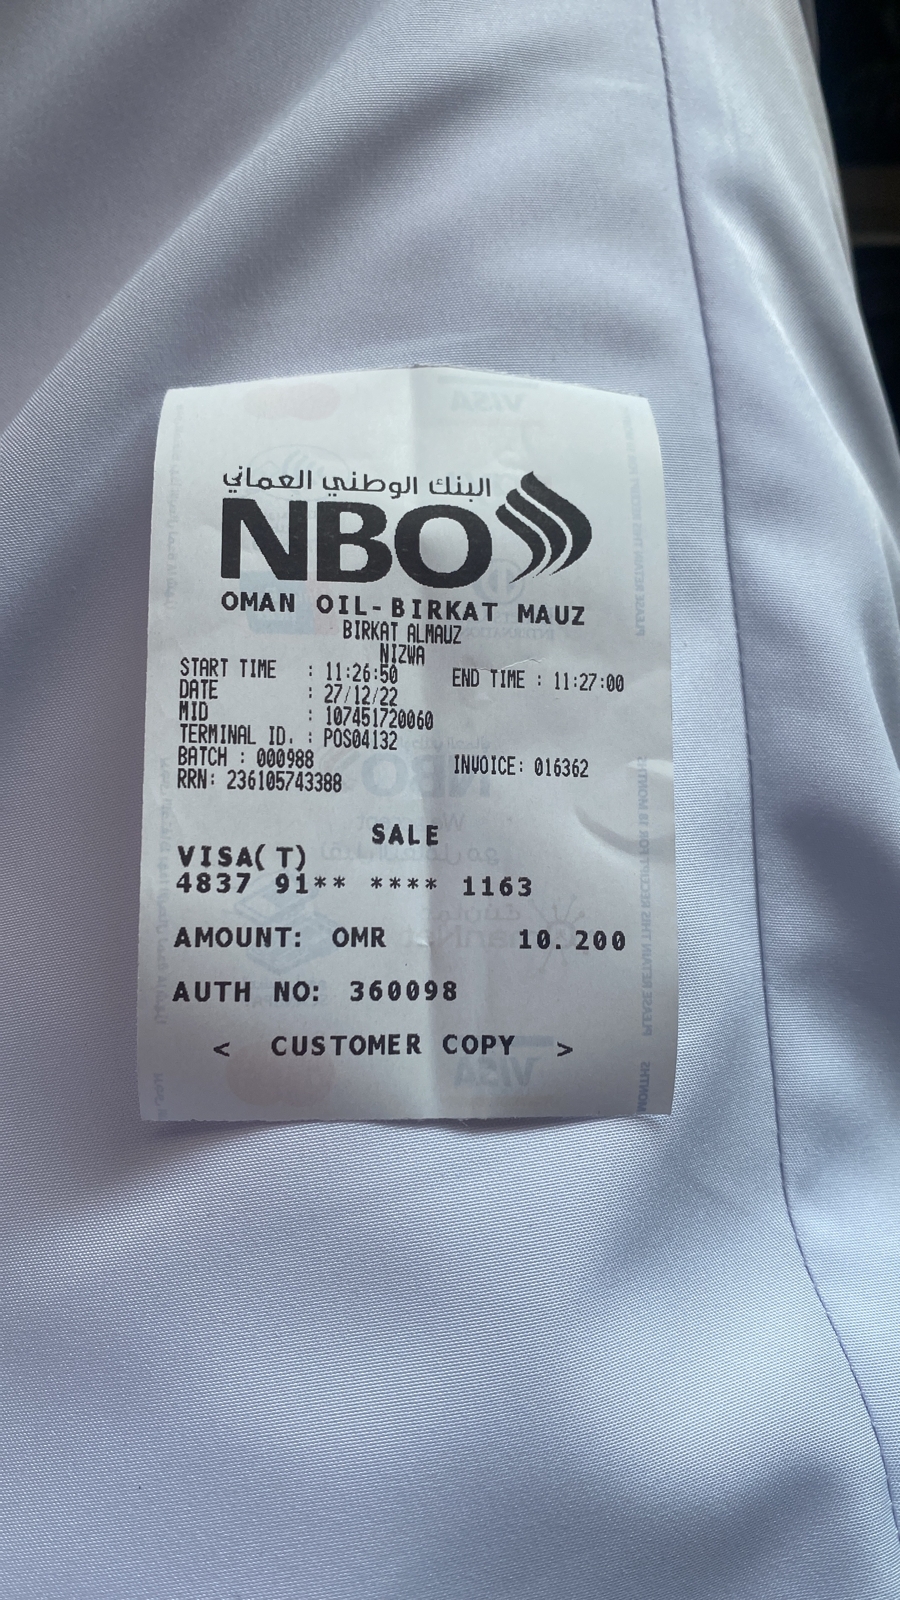 البنك الوطني العماني
NBO
OMAN OIL-BIRKAT MAUZ
BIRKAT ALMAUZ
NIZWA
START TIME : 11:26:50 END TIME : 11:27:00
DATE : 27/12/22
MID : 107451720060
TERMINAL ID. : POS04132
BATCH : 000988 INVOICE: 016362
RRN: 236105743388
SALE
VISA(T)
4837 91** **** 1163
AMOUNT: OMR 10.200
AUTH NO: 360098
< CUSTOMER COPY >